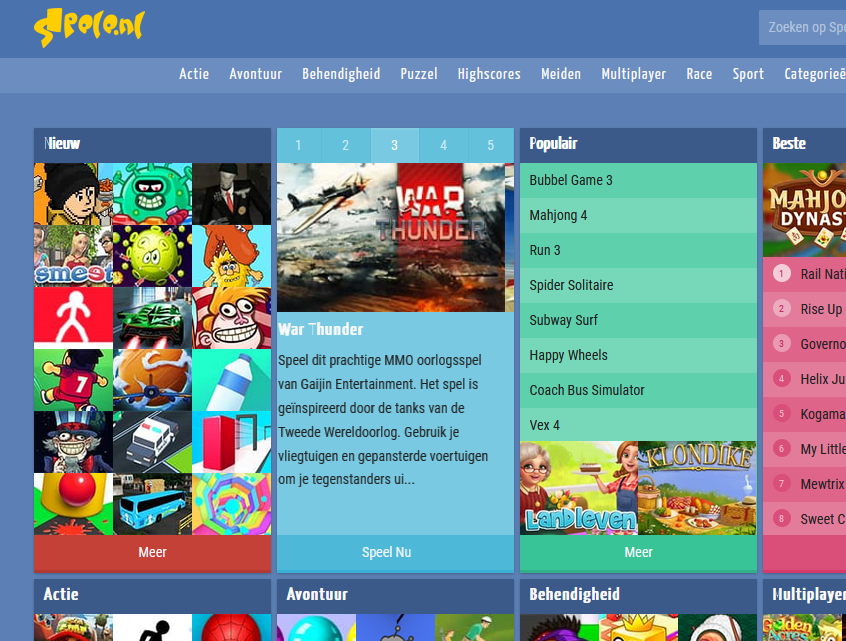 Spele.nl
Zoeken op Spe
Actie Avontuur Behendigheid Puzzel Highscores Meiden Multiplayer Race Sport Categorieë
Nieuw
smeet
7
Meer
1 2 3 4 5
WAR
THUNDER
War Thunder
Speel dit prachtige MMO oorlogsspel
van Gaijin Entertainment. Het spel is
geïnspireerd door de tanks van de
Tweede Wereldoorlog. Gebruik je
vliegtuigen en gepansterde voertuigen
om je tegenstanders ui...
Speel Nu
Populair
Bubbel Game 3
Mahjong 4
Run 3
Spider Solitaire
Subway Surf
Happy Wheels
Coach Bus Simulator
Vex 4
Landleven
KLONDIKE
Meer
Beste
MAHJO
DYNAST
1 Rail Nati
2 Rise Up
3 Governo
4 Helix Ju
5 Kogama
6 My Little
7 Mewtrix
8 Sweet C
Actie
Avontuur
Behendigheid
Multiplayer
Golden